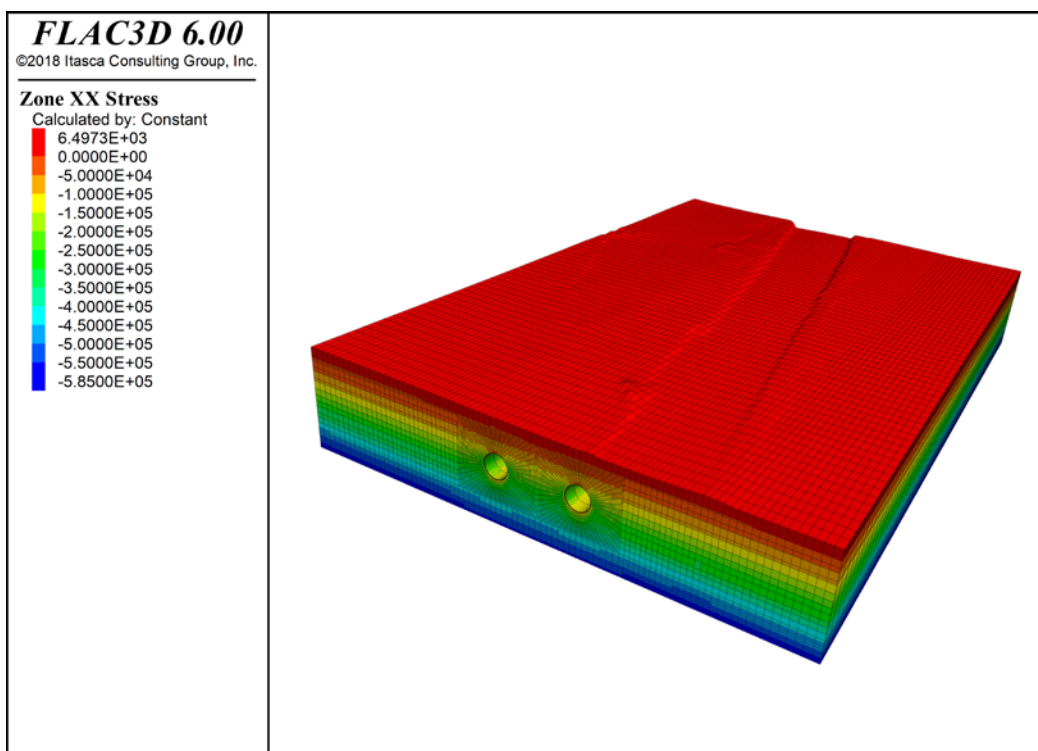 FLAC3D 6.00
©2018 Itasca Consulting Group, Inc.
Zone XX Stress
Calculated by: Constant
6.4973E+03
0.0000E+00
-5.0000E+04
-1.0000E+05
-1.5000E+05
-2.0000E+05
-2.5000E+05
-3.0000E+05
-3.5000E+05
-4.0000E+05
-4.5000E+05
-5.0000E+05
-5.5000E+05
-5.8500E+05